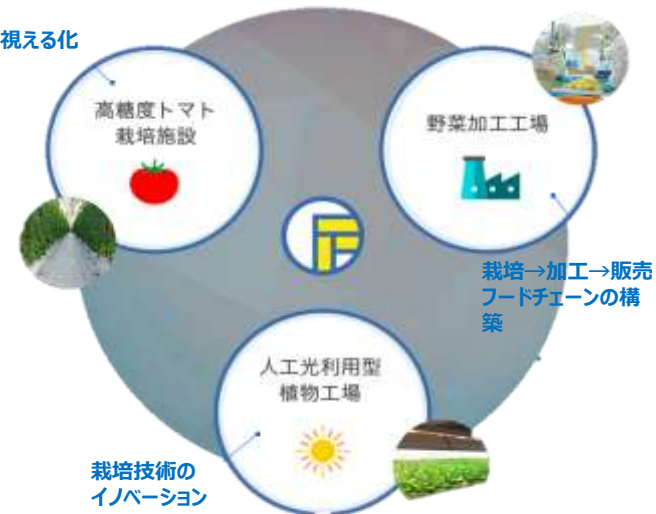 視える化
高糖度トマト
栽培施設
野菜加工工場
栽培→加工→販売
フードチェーンの構
築
人工光利用型
植物工場
栽培技術の
イノベーション